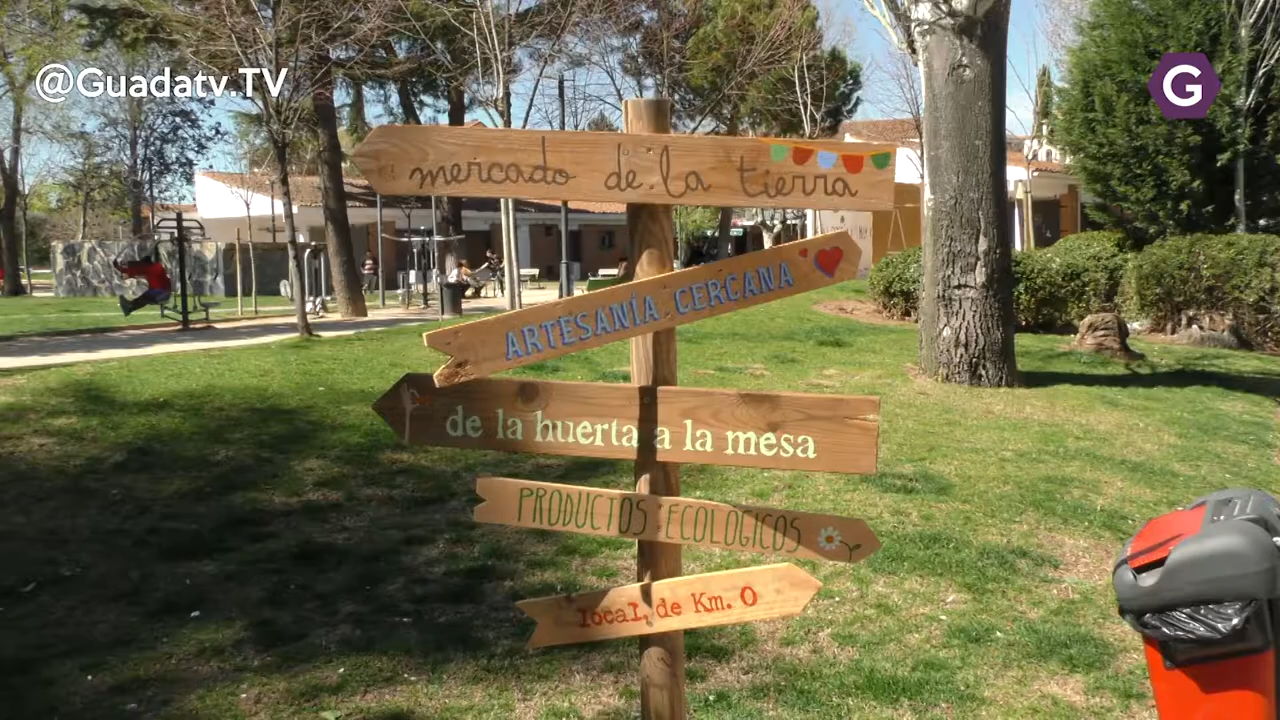 @Guadatv.TV
G
mercado de la tierra
ARTESANÍA CERCANA
de la huerta a la mesa
PRODUCTOS ECOLÓGICOS
local, de Km. 0